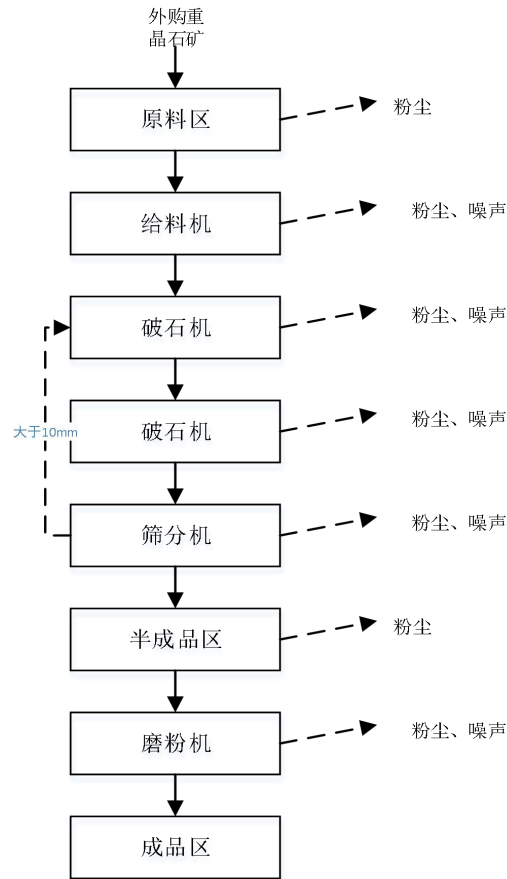 外购重
晶石矿
原料区
粉尘
给料机
粉尘、噪声
破石机
粉尘、噪声
大于10mm
破石机
粉尘、噪声
筛分机
粉尘、噪声
半成品区
粉尘
磨粉机
粉尘、噪声
成品区